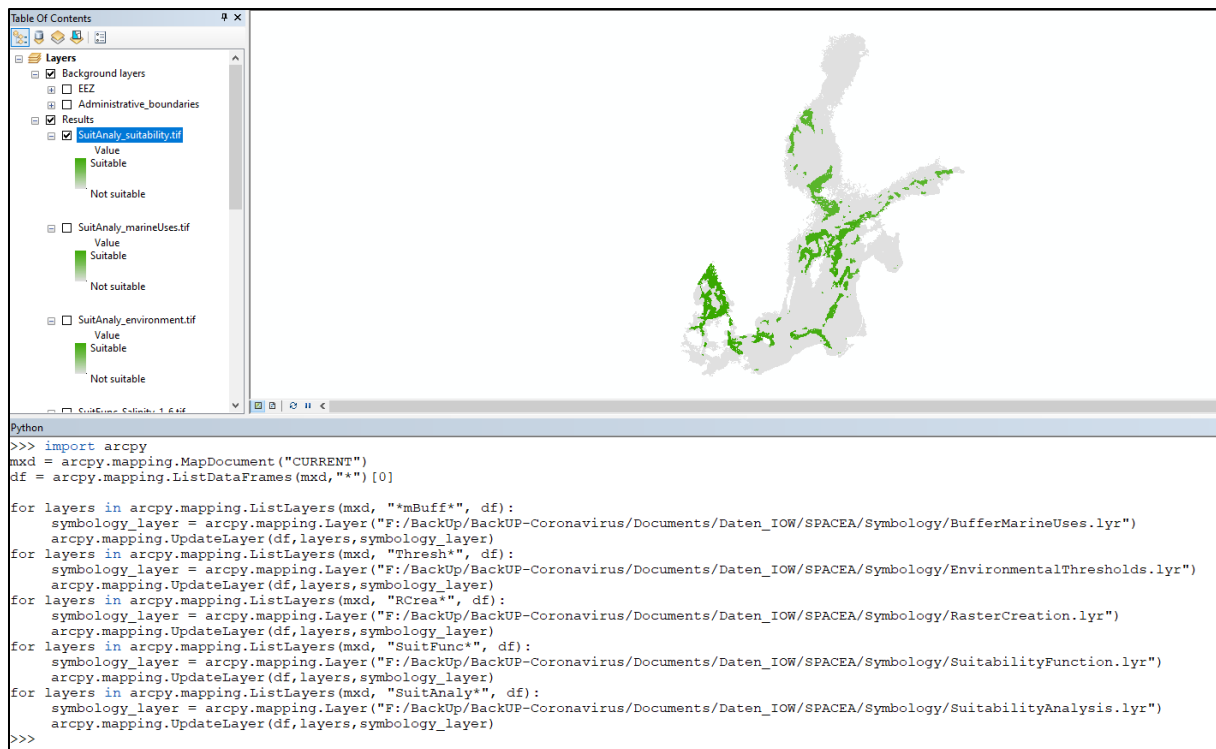 Table Of Contents
Layers
Background layers
EEZ
Administrative_boundaries
Results
SuitAnaly_suitability.tif
Value
Suitable
Not suitable
SuitAnaly_marineUses.tif
Value
Suitable
Not suitable
SuitAnaly_environment.tif
Value
Suitable
Not suitable
SuitFunc_Salinity_1_6.tif
Python
>>> import arcpy
mxd = arcpy.mapping.MapDocument("CURRENT")
df = arcpy.mapping.ListDataFrames(mxd,"*")[0]
for layers in arcpy.mapping.ListLayers(mxd, "*mBuff*", df):
symbology_layer = arcpy.mapping.Layer("F:/BackUp/BackUP-Coronavirus/Documents/Daten_IOW/SPACEA/Symbology/BufferMarineUses.lyr")
arcpy.mapping.UpdateLayer(df,layers,symbology_layer)
for layers in arcpy.mapping.ListLayers(mxd, "Thresh*", df):
symbology_layer = arcpy.mapping.Layer("F:/BackUp/BackUP-Coronavirus/Documents/Daten_IOW/SPACEA/Symbology/EnvironmentalThresholds.lyr")
arcpy.mapping.UpdateLayer(df,layers,symbology_layer)
for layers in arcpy.mapping.ListLayers(mxd, "RCrea*", df):
symbology_layer = arcpy.mapping.Layer("F:/BackUp/BackUP-Coronavirus/Documents/Daten_IOW/SPACEA/Symbology/RasterCreation.lyr")
arcpy.mapping.UpdateLayer(df,layers,symbology_layer)
for layers in arcpy.mapping.ListLayers(mxd, "SuitFunc*", df):
symbology_layer = arcpy.mapping.Layer("F:/BackUp/BackUP-Coronavirus/Documents/Daten_IOW/SPACEA/Symbology/SuitabilityFunction.lyr")
arcpy.mapping.UpdateLayer(df,layers,symbology_layer)
for layers in arcpy.mapping.ListLayers(mxd, "SuitAnaly*", df):
symbology_layer = arcpy.mapping.Layer("F:/BackUp/BackUP-Coronavirus/Documents/Daten_IOW/SPACEA/Symbology/SuitabilityAnalysis.lyr")
arcpy.mapping.UpdateLayer(df,layers,symbology_layer)
>>>